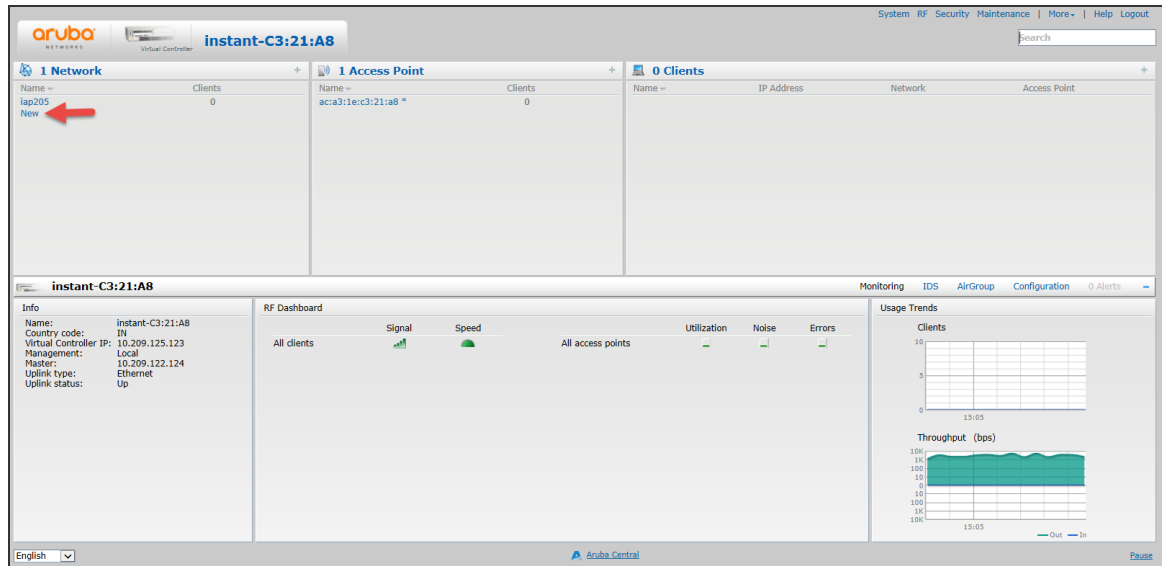 System RF Security Maintenance | More | Help Logout
aruba NETWORKS Virtual Controller instant-C3:21:A8 Search
1 Network + 1 Access Point + 0 Clients +
Name Clients Name Clients Name IP Address Network Access Point
iap205 0 ac:a3:1e:c3:21:a8 * 0
New
instant-C3:21:A8 Monitoring IDS AirGroup Configuration 0 Alerts –
Info RF Dashboard Usage Trends
Name: instant-C3:21:A8
Country code: IN
Virtual Controller IP: 10.209.125.123
Management: Local
Master: 10.209.122.124
Uplink type: Ethernet
Uplink status: Up
Signal Speed Utilization Noise Errors
All clients All access points
Clients
10
5
0
15:05
Throughput (bps)
10K
1K
100
10
0
10
100
1K
10K
15:05
Out In
English Aruba Central Pause